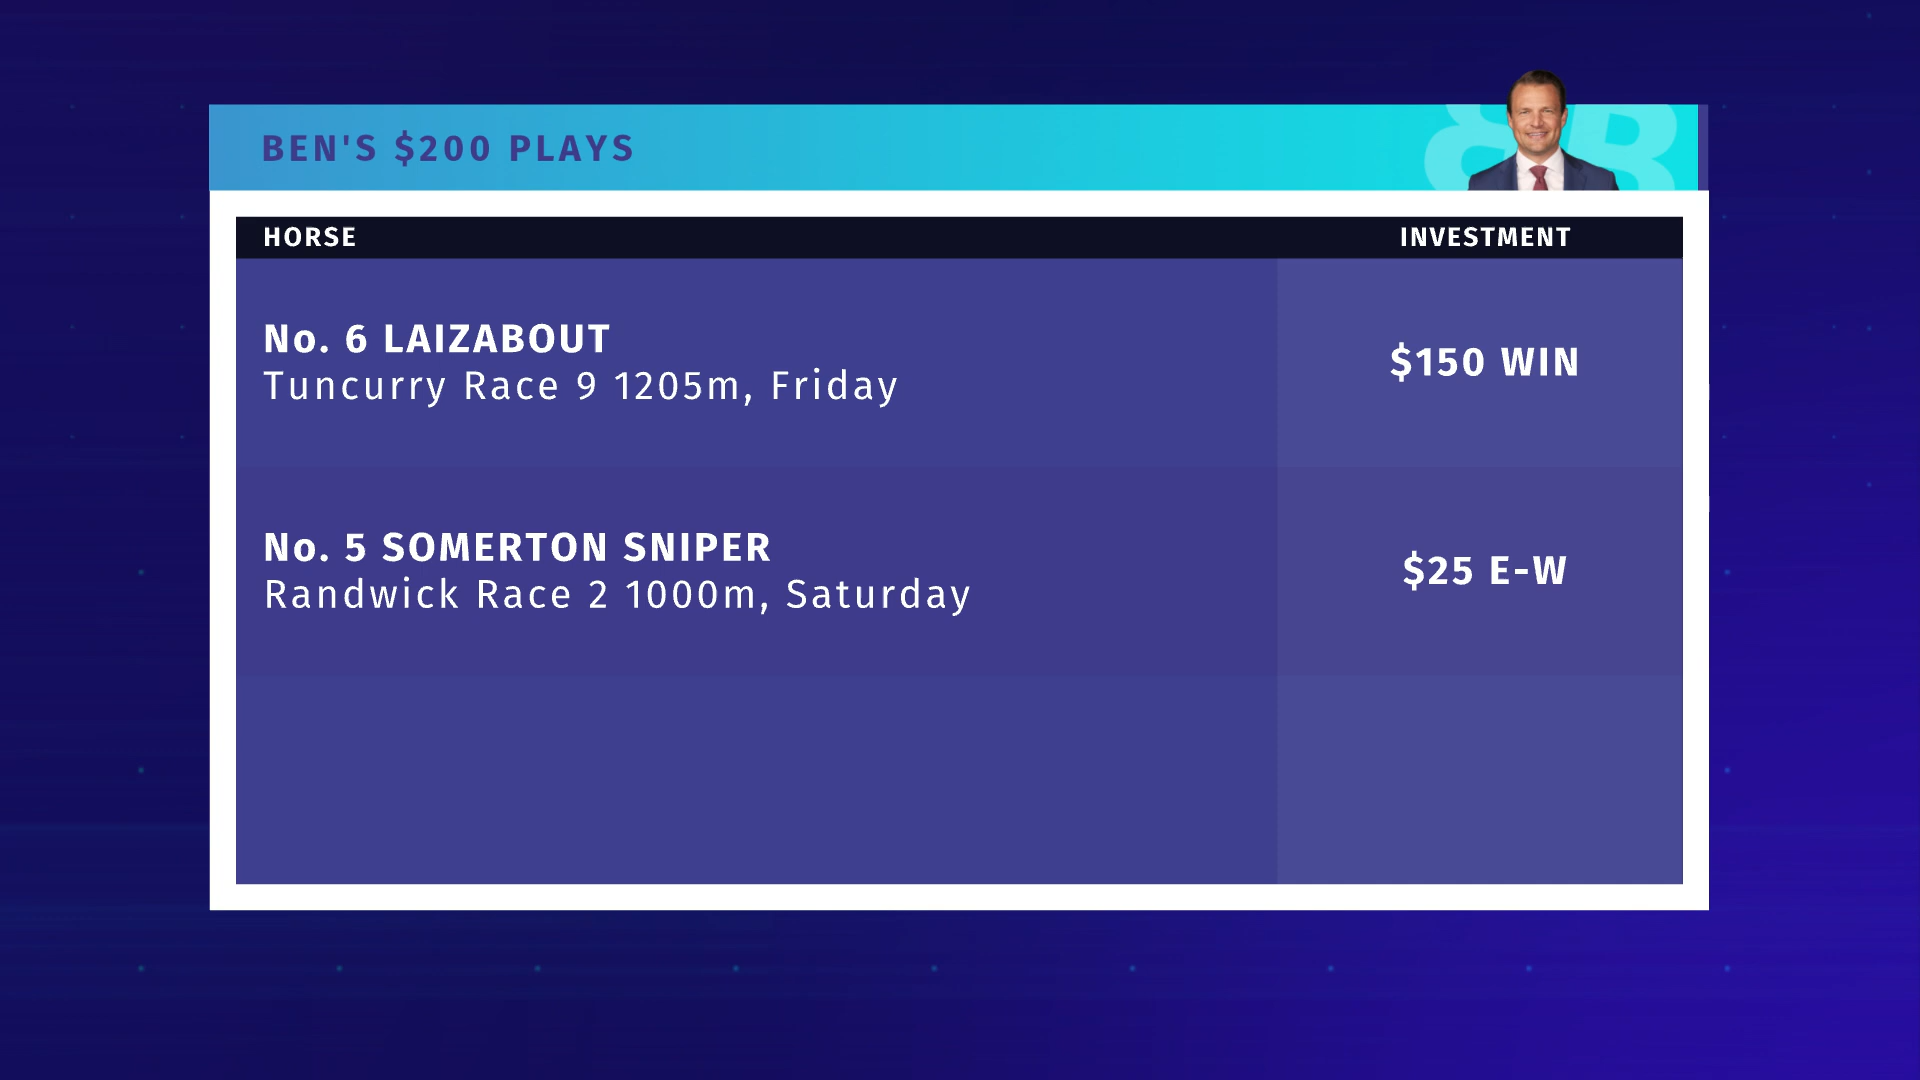 BEN'S $200 PLAYS
HORSE
INVESTMENT
No. 6 LAIZABOUT
Tuncurry Race 9 1205m, Friday
$150 WIN
No. 5 SOMERTON SNIPER
Randwick Race 2 1000m, Saturday
$25 E-W